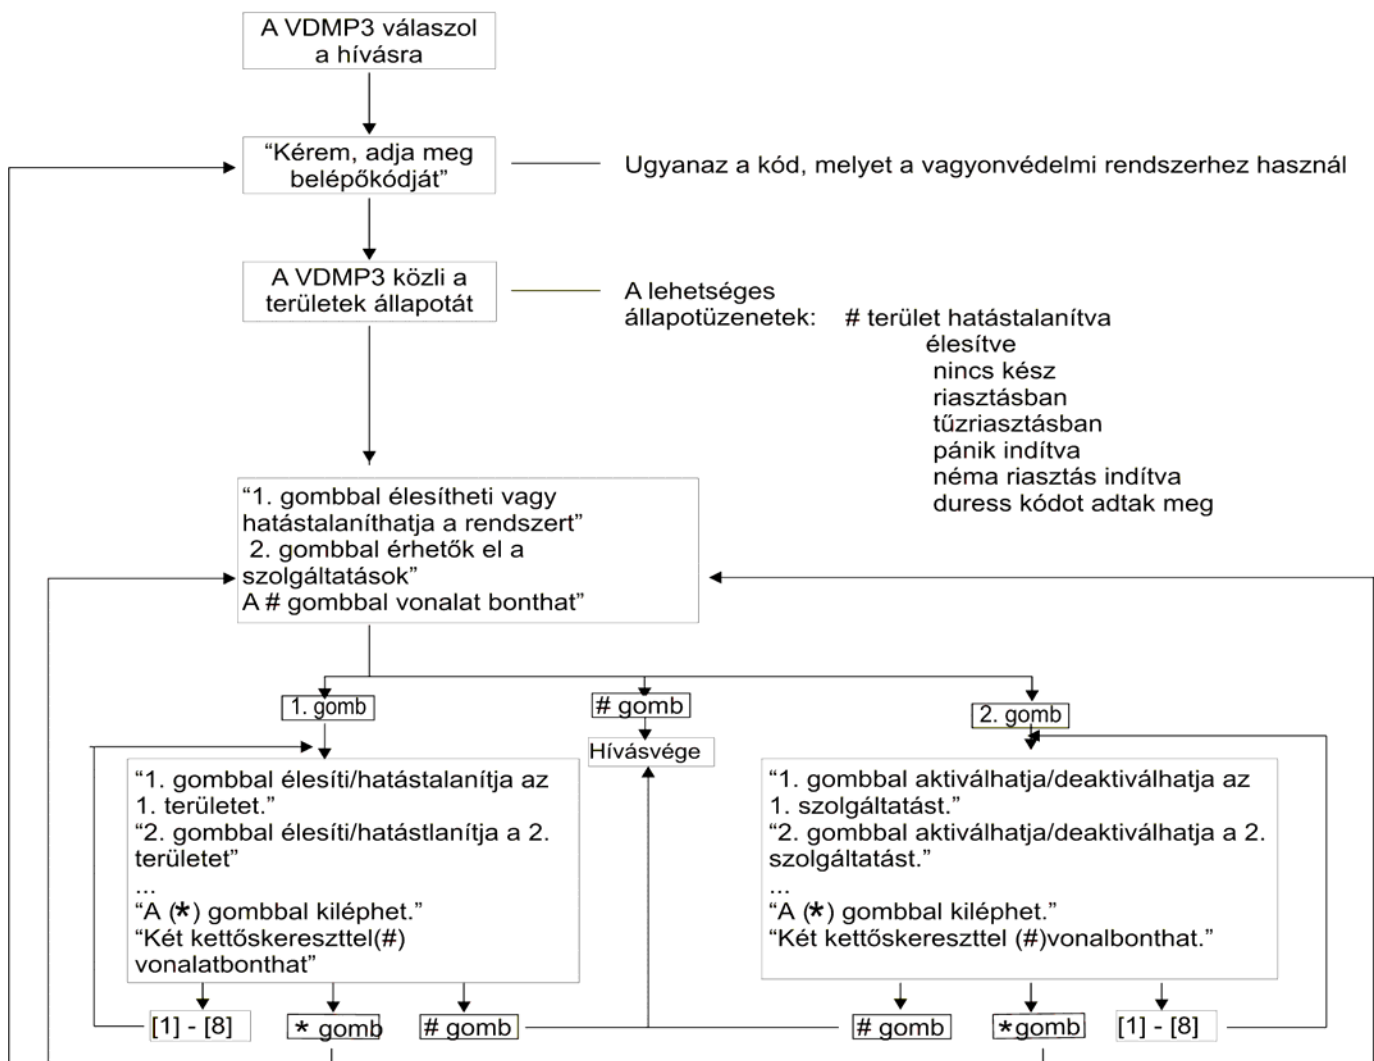 A VDMP3 válaszol
a hívásra
“Kérem, adja meg
belépőkódját”
Ugyanaz a kód, melyet a vagyonvédelmi rendszerhez használ
A VDMP3 közli a
területek állapotát
A lehetséges
állapotüzenetek: # terület hatástalanítva
élesítve
nincs kész
riasztásban
tűzriasztásban
pánik indítva
néma riasztás indítva
duress kódot adtak meg
“1. gombbal élesítheti vagy
hatástalaníthatja a rendszert”
2. gombbal érhetők el a
szolgáltatások”
A # gombbal vonalat bonthat”
1. gomb
# gomb
2. gomb
Hívásvége
“1. gombbal élesíti/hatástalanítja az
1. területet.”
“2. gombbal élesíti/hatástlanítja a 2.
területet”
...
“A (*) gombbal kiléphet.”
“Két kettőskereszttel(#)
vonalatbonthat”
“1. gombbal aktiválhatja/deaktiválhatja az
1. szolgáltatást.”
“2. gombbal aktiválhatja/deaktiválhatja a 2.
szolgáltatást.”
...
“A (*) gombbal kiléphet.”
“Két kettőskereszttel (#)vonalbonthat.”
[1] - [8]
* gomb
# gomb
# gomb
*gomb
[1] - [8]